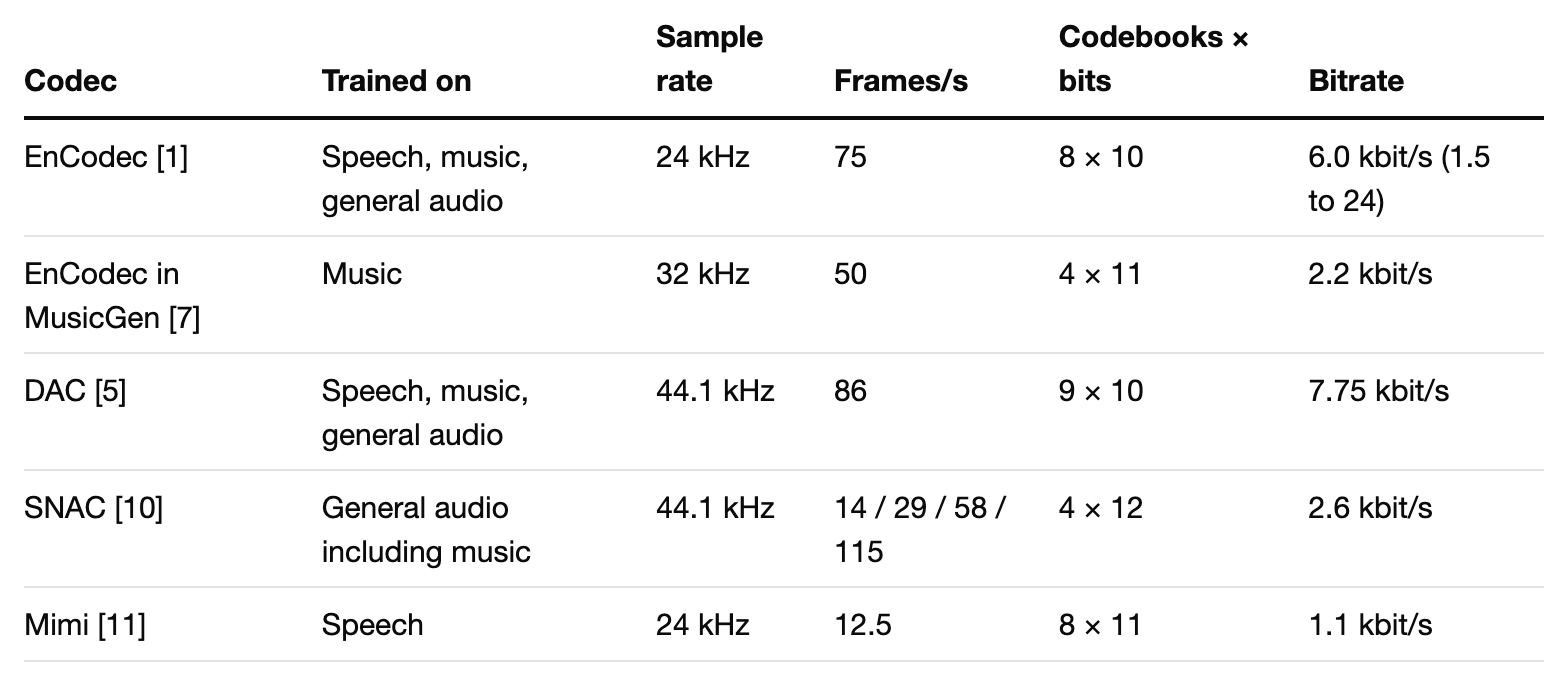 Codec Trained on Sample rate Frames/s Codebooks × bits Bitrate
EnCodec [1] Speech, music, general audio 24 kHz 75 8 × 10 6.0 kbit/s (1.5 to 24)
EnCodec in MusicGen [7] Music 32 kHz 50 4 × 11 2.2 kbit/s
DAC [5] Speech, music, general audio 44.1 kHz 86 9 × 10 7.75 kbit/s
SNAC [10] General audio including music 44.1 kHz 14 / 29 / 58 / 115 4 × 12 2.6 kbit/s
Mimi [11] Speech 24 kHz 12.5 8 × 11 1.1 kbit/s